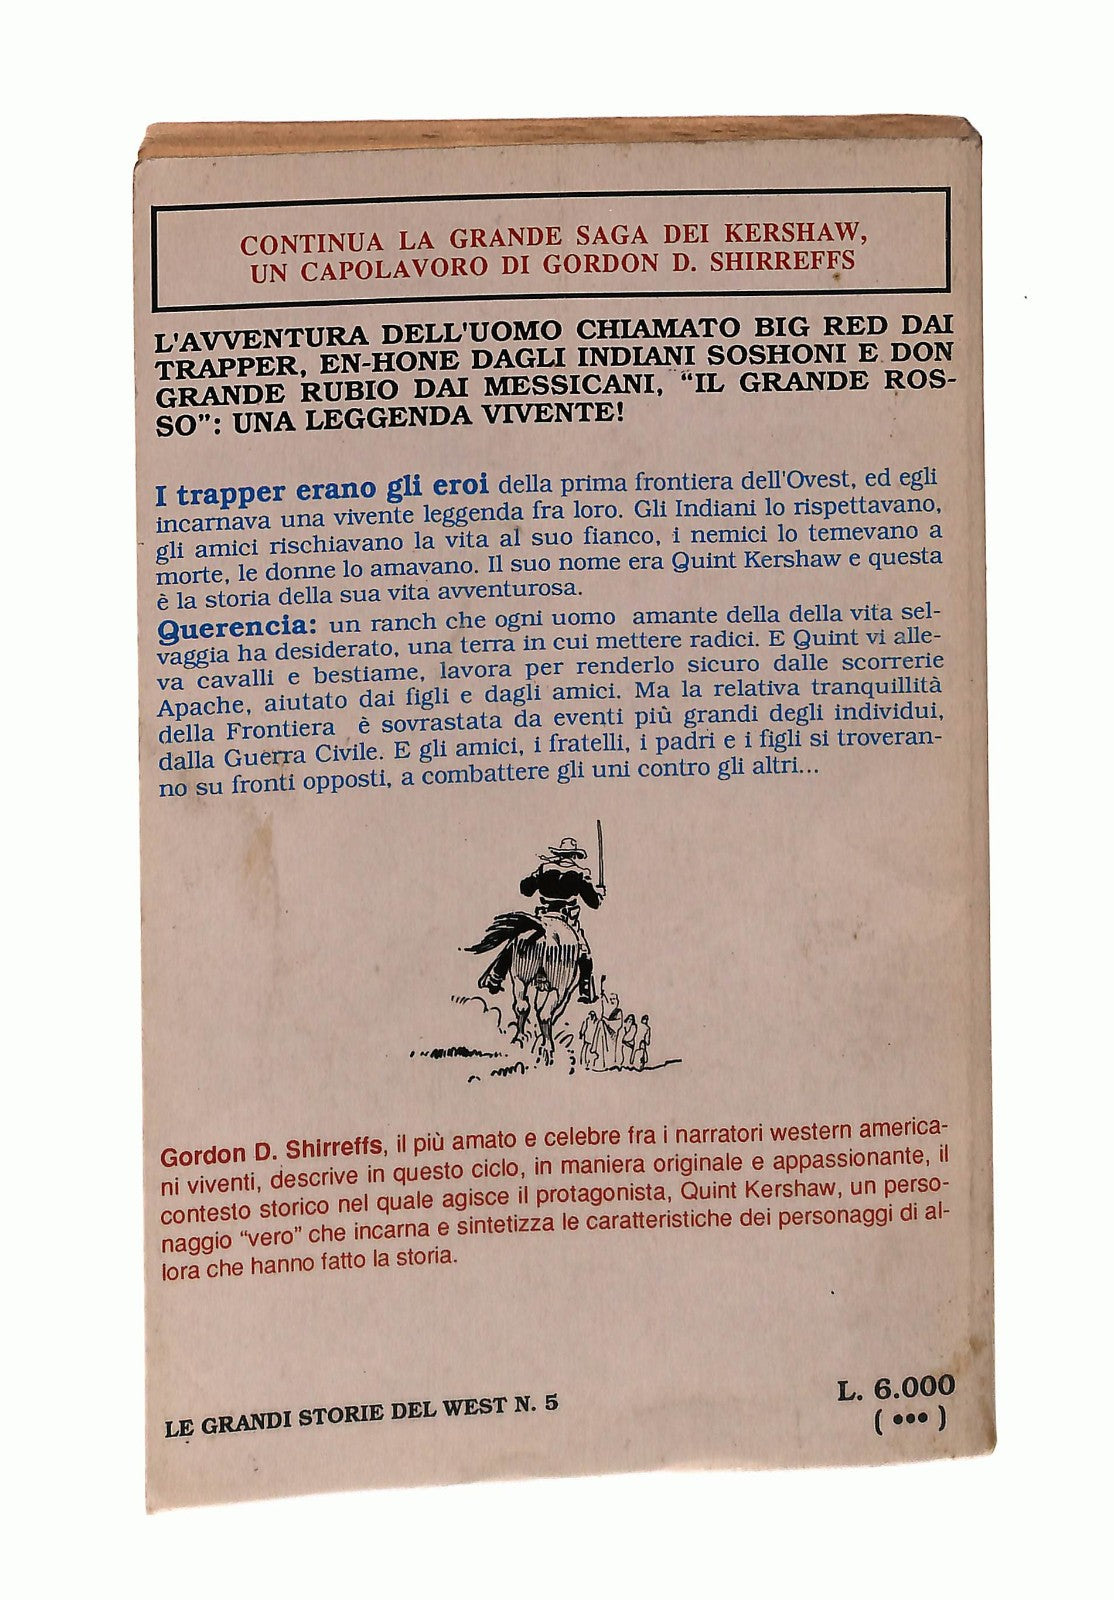 CONTINUA LA GRANDE SAGA DEI KERSHAW,
UN CAPOLAVORO DI GORDON D. SHIRREFFS
L'AVVENTURA DELL'UOMO CHIAMATO BIG RED DAI
TRAPPER, EN-HONE DAGLI INDIANI SOSHONI E DON
GRANDE RUBIO DAI MESSICANI, “IL GRANDE ROS-
SO”: UNA LEGGENDA VIVENTE!
I trapper erano gli eroi della prima frontiera dell'Ovest, ed egli
incarnava una vivente leggenda fra loro. Gli Indiani lo rispettavano,
gli amici rischiavano la vita al suo fianco, i nemici lo temevano a
morte, le donne lo amavano. Il suo nome era Quint Kershaw e questa
è la storia della sua vita avventurosa.
Querencia: un ranch che ogni uomo amante della della vita sel-
vaggia ha desiderato, una terra in cui mettere radici. E Quint vi alle-
va cavalli e bestiame, lavora per renderlo sicuro dalle scorrerie
Apache, aiutato dai figli e dagli amici. Ma la relativa tranquillità
della Frontiera è sovrastata da eventi più grandi degli individui,
dalla Guerra Civile. E gli amici, i fratelli, i padri e i figli si troveran-
no su fronti opposti, a combattere gli uni contro gli altri...
Gordon D. Shirreffs, il più amato e celebre fra i narratori western america-
ni viventi, descrive in questo ciclo, in maniera originale e appassionante, il
contesto storico nel quale agisce il protagonista, Quint Kershaw, un perso-
naggio “vero” che incarna e sintetizza le caratteristiche dei personaggi di al-
lora che hanno fatto la storia.
LE GRANDI STORIE DEL WEST N. 5
L. 6.000
( ••• )